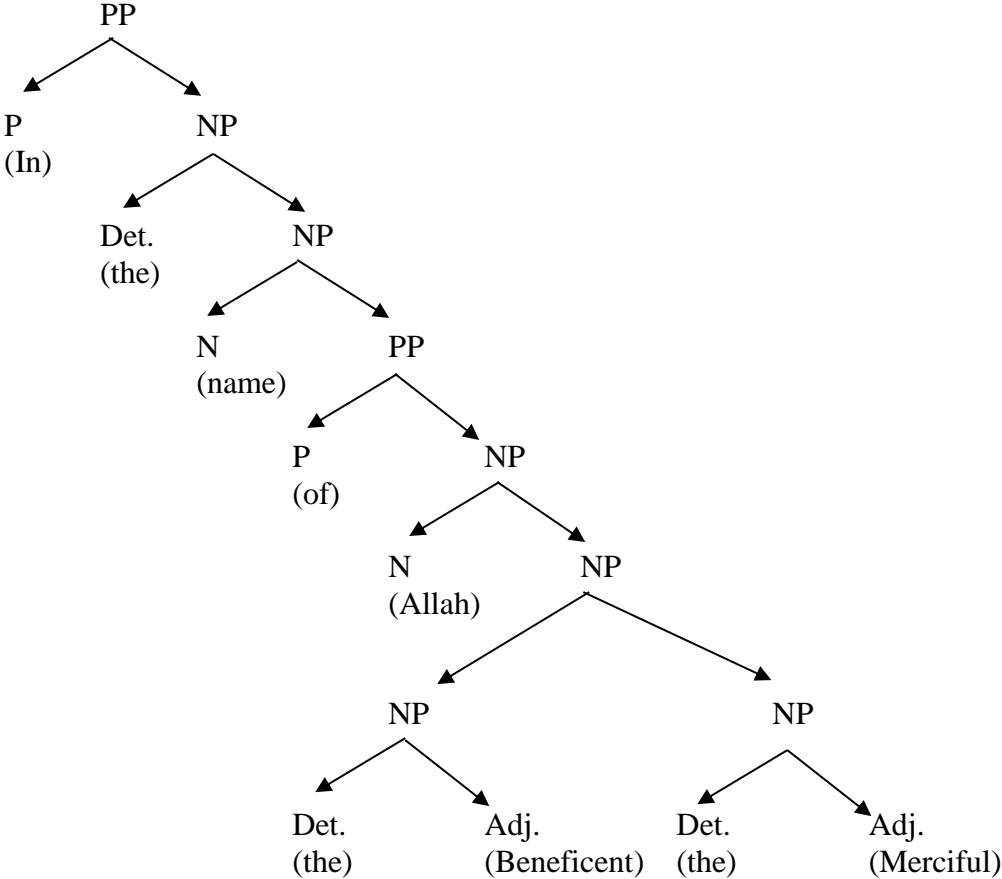 PP
P NP
(In)
Det. NP
(the)
N PP
(name)
P NP
(of)
N NP
(Allah)
NP NP
Det. Adj. Det. Adj.
(the) (Beneficent) (the) (Merciful)